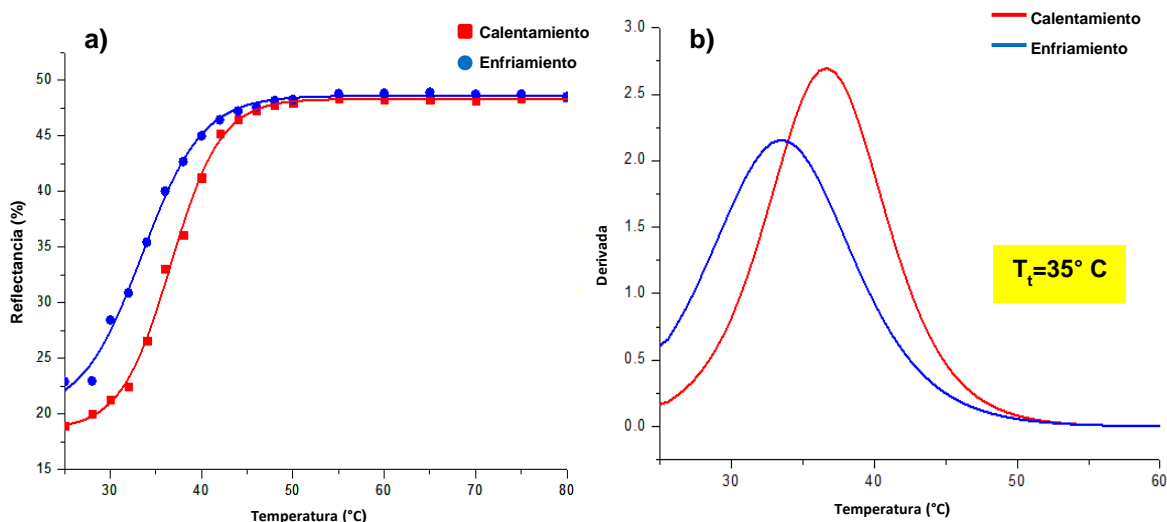 a)
Calentamiento
Enfriamiento
50
45
40
35
30
25
20
15
Reflectancia (%)
30 40 50 60 70 80
Temperatura (°C)
b)
Calentamiento
Enfriamiento
3.0
2.5
2.0
1.5
1.0
0.5
0.0
Derivada
T_t=35° C
30 40 50 60
Temperatura (°C)